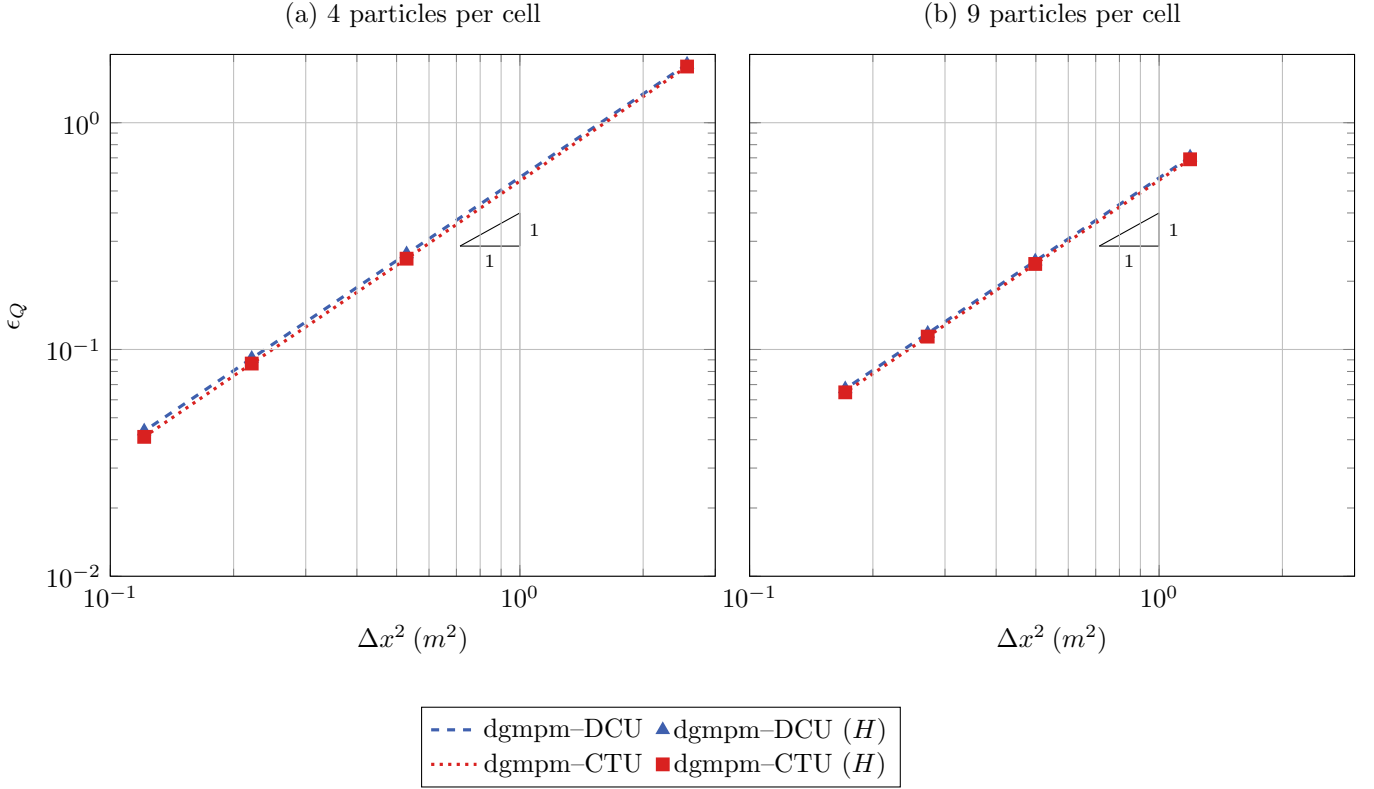 (a) 4 particles per cell
(b) 9 particles per cell
10^0
10^-1
10^-2
ϵ_Q
1
1
10^-1
10^0
Δx^2 (m^2)
1
1
10^-1
10^0
Δx^2 (m^2)
dgmpm–DCU dgmpm–DCU (H)
dgmpm–CTU dgmpm–CTU (H)